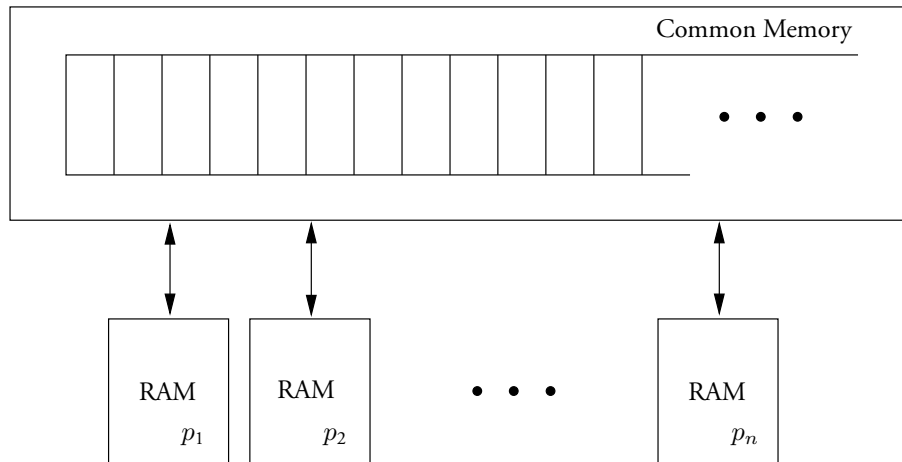 Common Memory
• • •
RAM RAM • • • RAM
p₁ p₂ pₙ